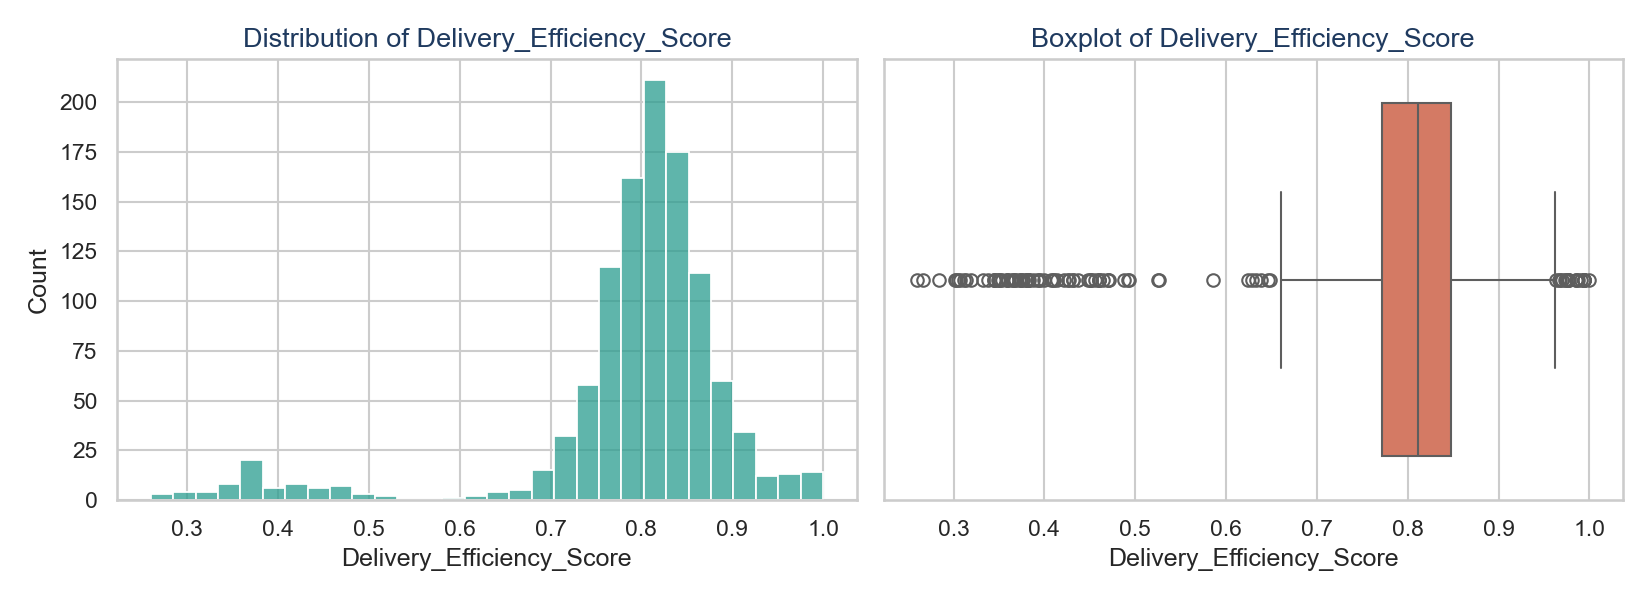 Distribution of Delivery_Efficiency_Score
Count
200
175
150
125
100
75
50
25
0
0.3 0.4 0.5 0.6 0.7 0.8 0.9 1.0
Delivery_Efficiency_Score
Boxplot of Delivery_Efficiency_Score
0.3 0.4 0.5 0.6 0.7 0.8 0.9 1.0
Delivery_Efficiency_Score